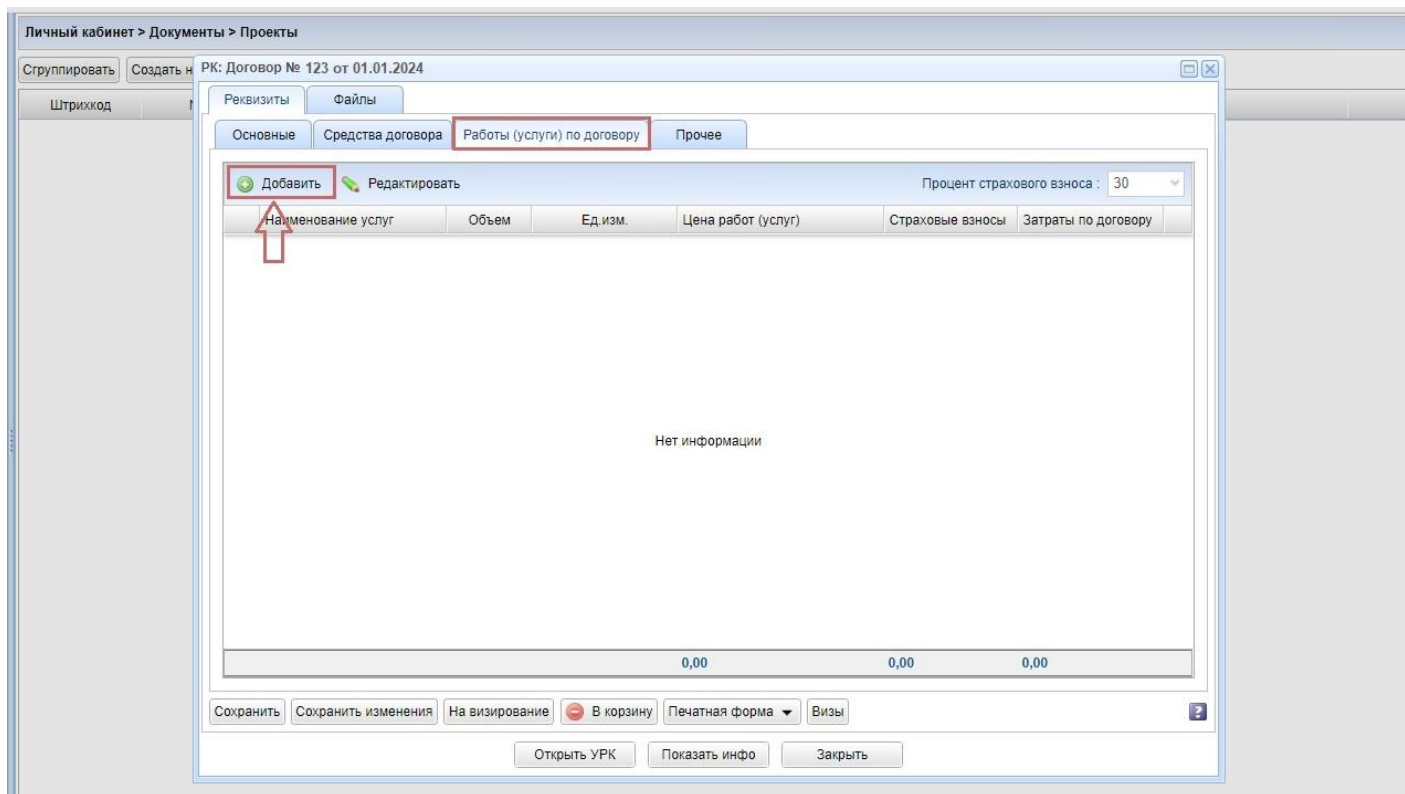 Личный кабинет > Документы > Проекты
Сгруппировать Создать н
РК: Договор № 123 от 01.01.2024
Штрихкод
Реквизиты Файлы
Основные Средства договора Работы (услуги) по договору Прочее
Добавить Редактировать Процент страхового взноса : 30
Наименование услуг Объем Ед.изм. Цена работ (услуг) Страховые взносы Затраты по договору
Нет информации
0,00 0,00 0,00
Сохранить Сохранить изменения На визирование В корзину Печатная форма Визы ?
Открыть УРК Показать инфо Закрыть